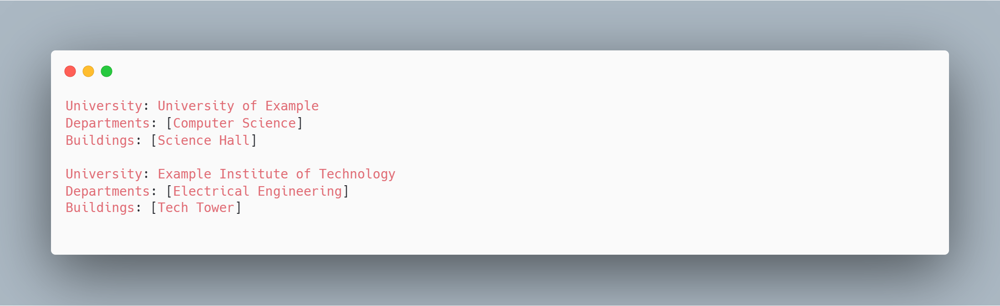 University: University of Example
Departments: [Computer Science]
Buildings: [Science Hall]

University: Example Institute of Technology
Departments: [Electrical Engineering]
Buildings: [Tech Tower]